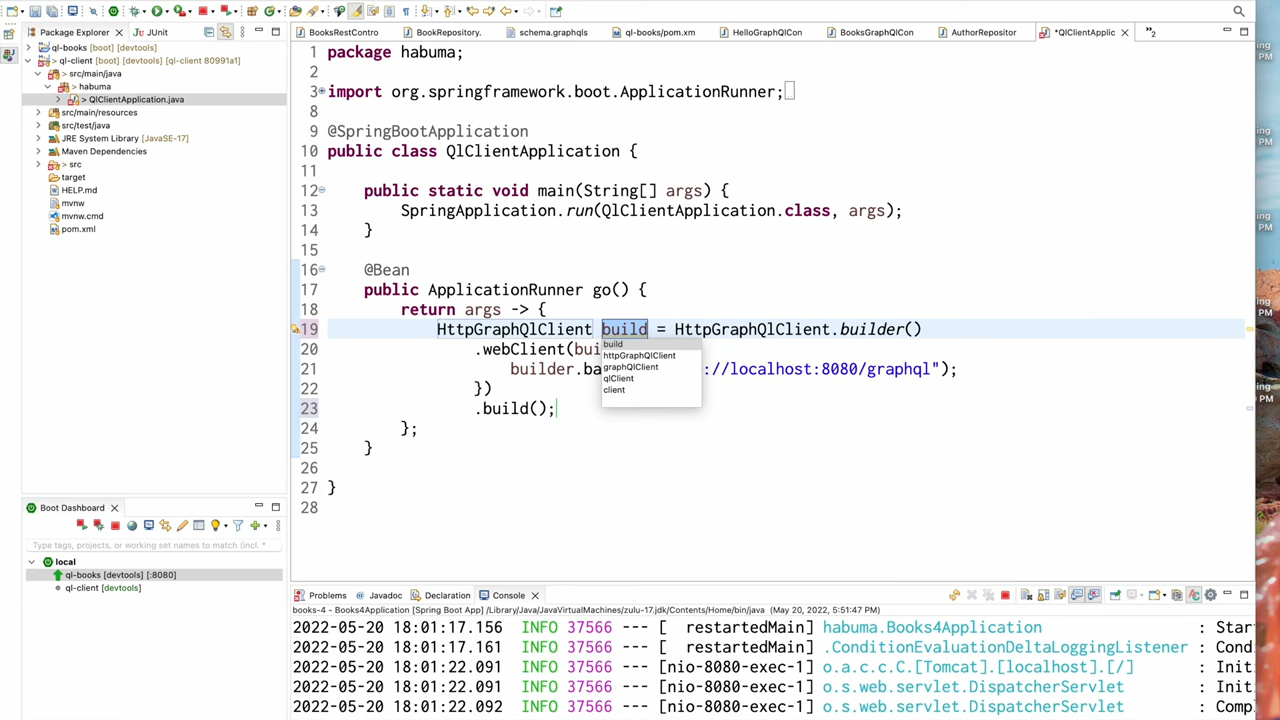 Package Explorer
JUnit
ql-books [boot] [devtools]
> ql-client [boot] [devtools] [ql-client 80991a1]
> src/main/java
> habuma
> QlClientApplication.java
src/main/resources
src/test/java
JRE System Library [JavaSE-17]
Maven Dependencies
> src
target
HELP.md
mvnw
mvnw.cmd
pom.xml
Boot Dashboard
Type tags, projects, or working set names to match (incl. *
local
ql-books [devtools] [:8080]
ql-client [devtools]
BooksRestContro
BookRepository.
schema.graphqls
ql-books/pom.xml
HelloGraphQlCon
BooksGraphQlCon
AuthorRepositor
*QlClientApplic
»2
1 package habuma;
2
3 import org.springframework.boot.ApplicationRunner;
8
9 @SpringBootApplication
10 public class QlClientApplication {
11
12 public static void main(String[] args) {
13 SpringApplication.run(QlClientApplication.class, args);
14 }
15
16 @Bean
17 public ApplicationRunner go() {
18 return args -> {
19 HttpGraphQlClient build = HttpGraphQlClient.builder()
20 .webClient(bui
21 builder.ba ://localhost:8080/graphql");
22 })
23 .build();
24 };
25 }
26
27 }
28
build
httpGraphQlClient
graphQlClient
qlClient
client
Problems
Javadoc
Declaration
Console
books-4 - Books4Application [Spring Boot App] /Library/Java/JavaVirtualMachines/zulu-17.jdk/Contents/Home/bin/java (May 20, 2022, 5:51:47 PM)
2022-05-20 18:01:17.156 INFO 37566 --- [ restartedMain] habuma.Books4Application : Star
2022-05-20 18:01:17.161 INFO 37566 --- [ restartedMain] .ConditionEvaluationDeltaLoggingListener : Cond
2022-05-20 18:01:22.091 INFO 37566 --- [nio-8080-exec-1] o.a.c.c.C.[Tomcat].[localhost].[/] : Init
2022-05-20 18:01:22.091 INFO 37566 --- [nio-8080-exec-1] o.s.web.servlet.DispatcherServlet : Init
2022-05-20 18:01:22.092 INFO 37566 --- [nio-8080-exec-1] o.s.web.servlet.DispatcherServlet : Comp